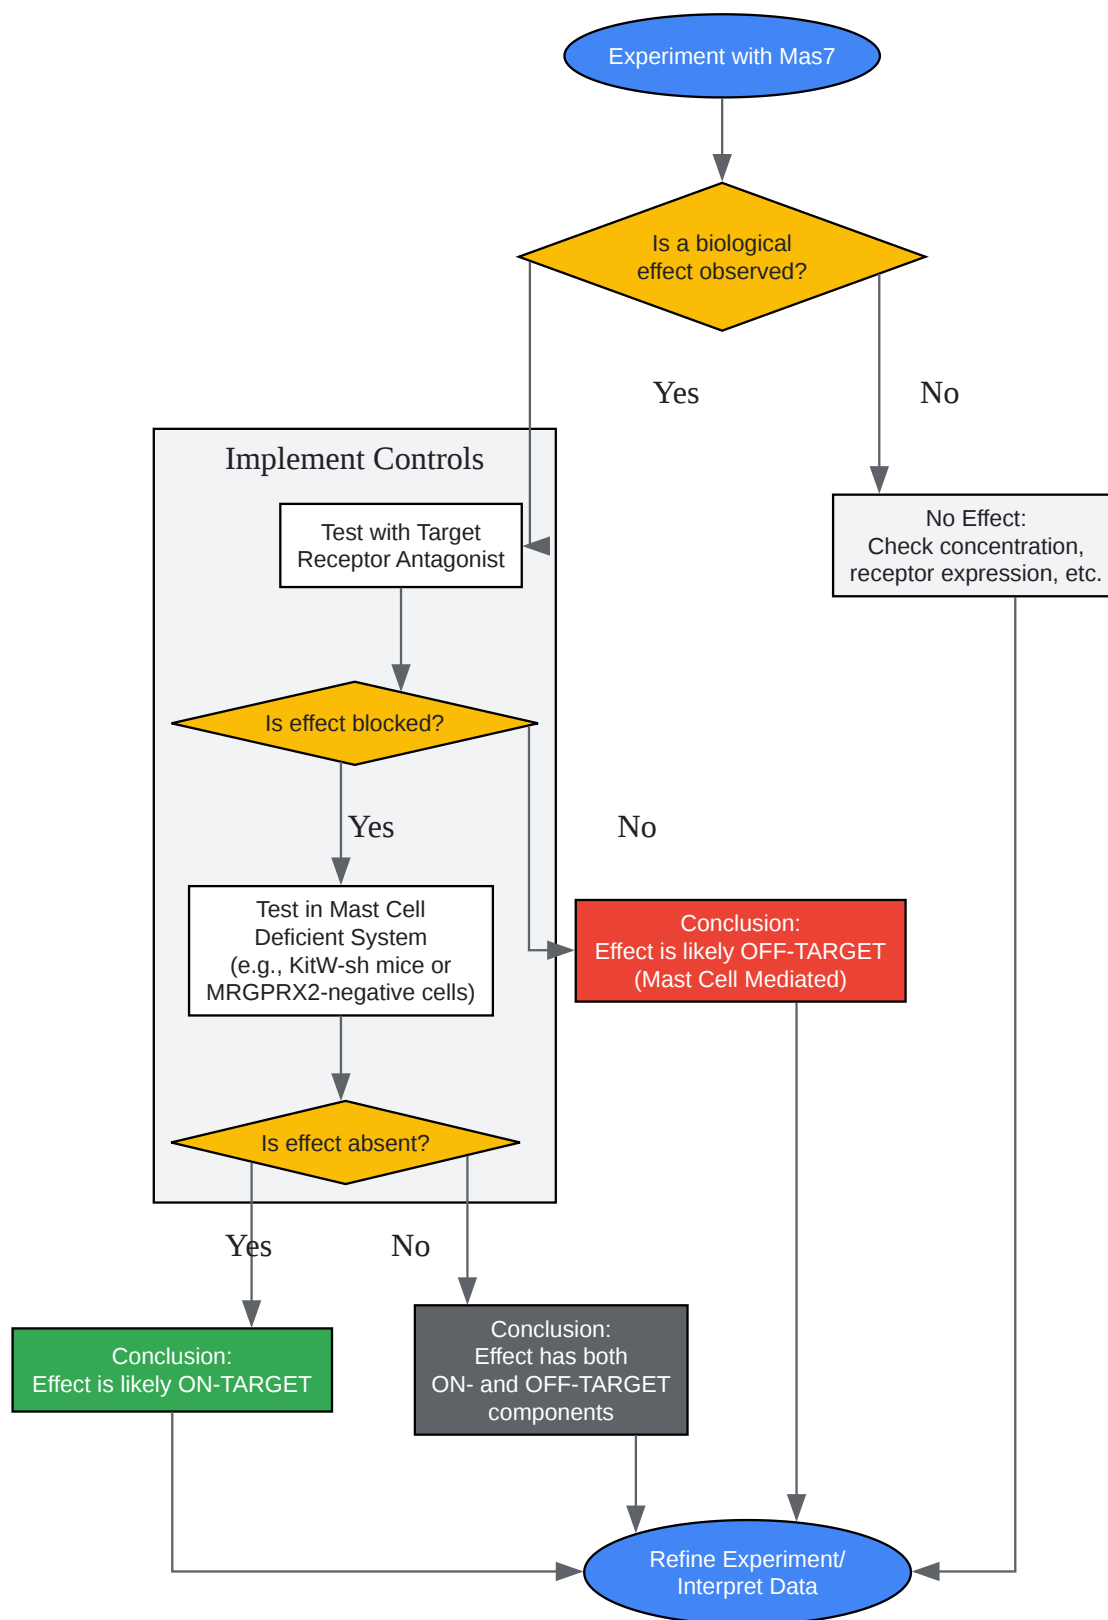 Experiment with Mas7
Is a biological
effect observed?
Yes
No
Implement Controls
Test with Target
Receptor Antagonist
No Effect:
Check concentration,
receptor expression, etc.
Is effect blocked?
Yes
No
Test in Mast Cell
Deficient System
(e.g., KitW-sh mice or
MRGPRX2-negative cells)
Conclusion:
Effect is likely OFF-TARGET
(Mast Cell Mediated)
Is effect absent?
Yes
No
Conclusion:
Effect is likely ON-TARGET
Conclusion:
Effect has both
ON- and OFF-TARGET
components
Refine Experiment/
Interpret Data